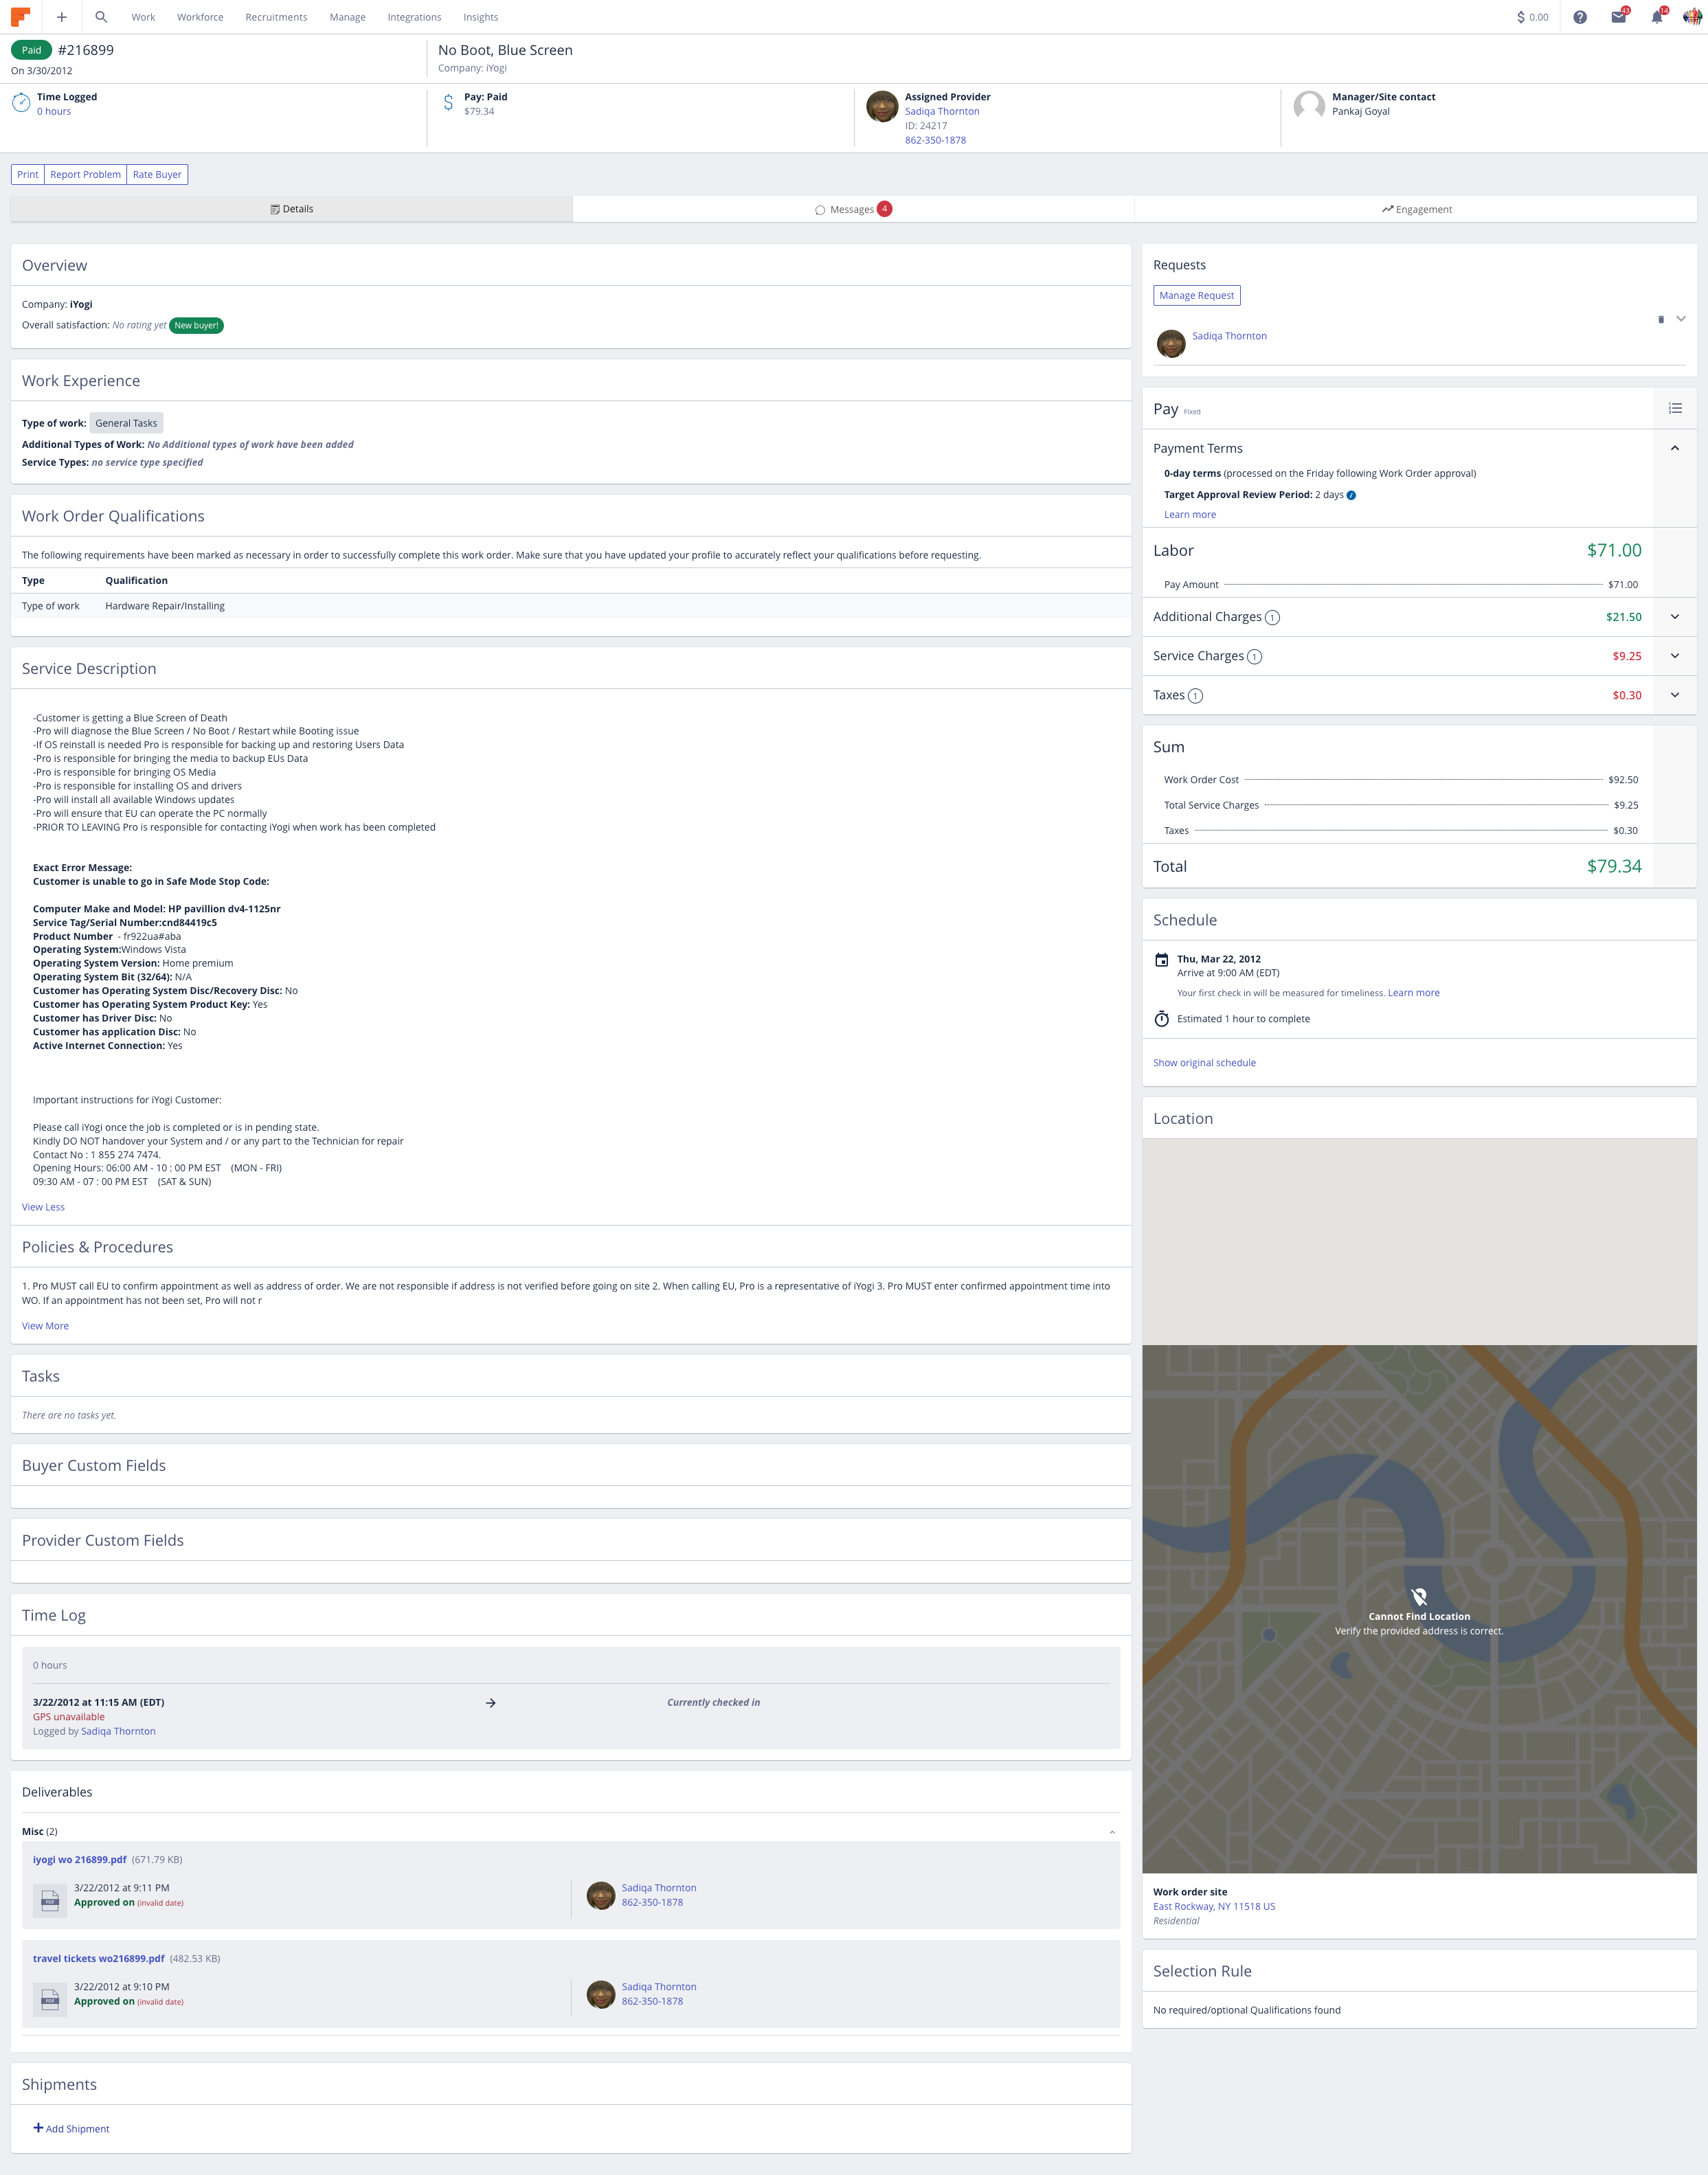 Work Workforce Recruitments Manage Integrations Insights
$ 0.00
43
14
Paid #216899
On 3/30/2012
No Boot, Blue Screen
Company: iYogi
Time Logged
0 hours
Pay: Paid
$79.34
Assigned Provider
Sadiqa Thornton
ID: 24217
862-350-1878
Manager/Site contact
Pankaj Goyal
Print Report Problem Rate Buyer
Details Messages 4 Engagement
Overview
Company: iYogi
Overall satisfaction: No rating yet New buyer!
Work Experience
Type of work: General Tasks
Additional Types of Work: No Additional types of work have been added
Service Types: no service type specified
Work Order Qualifications
The following requirements have been marked as necessary in order to successfully complete this work order. Make sure that you have updated your profile to accurately reflect your qualifications before requesting.
Type Qualification
Type of work Hardware Repair/Installing
Service Description
-Customer is getting a Blue Screen of Death
-Pro will diagnose the Blue Screen / No Boot / Restart while Booting issue
-If OS reinstall is needed Pro is responsible for backing up and restoring Users Data
-Pro is responsible for bringing the media to backup EUs Data
-Pro is responsible for bringing OS Media
-Pro is responsible for installing OS and drivers
-Pro will install all available Windows updates
-Pro will ensure that EU can operate the PC normally
-PRIOR TO LEAVING Pro is responsible for contacting iYogi when work has been completed
Exact Error Message:
Customer is unable to go in Safe Mode Stop Code:
Computer Make and Model: HP pavillion dv4-1125nr
Service Tag/Serial Number:cnd84419c5
Product Number - fr922ua#aba
Operating System:Windows Vista
Operating System Version: Home premium
Operating System Bit (32/64): N/A
Customer has Operating System Disc/Recovery Disc: No
Customer has Operating System Product Key: Yes
Customer has Driver Disc: No
Customer has application Disc: No
Active Internet Connection: Yes
Important instructions for iYogi Customer:
Please call iYogi once the job is completed or is in pending state.
Kindly DO NOT handover your System and / or any part to the Technician for repair
Contact No : 1 855 274 7474.
Opening Hours: 06:00 AM - 10 : 00 PM EST (MON - FRI)
09:30 AM - 07 : 00 PM EST (SAT & SUN)
View Less
Policies & Procedures
1. Pro MUST call EU to confirm appointment as well as address of order. We are not responsible if address is not verified before going on site 2. When calling EU, Pro is a representative of iYogi 3. Pro MUST enter confirmed appointment time into
WO. If an appointment has not been set, Pro will not r
View More
Tasks
There are no tasks yet.
Buyer Custom Fields
Provider Custom Fields
Time Log
0 hours
3/22/2012 at 11:15 AM (EDT) Currently checked in
GPS unavailable
Logged by Sadiqa Thornton
Deliverables
Misc (2)
iyogi wo 216899.pdf (671.79 KB)
PDF
3/22/2012 at 9:11 PM
Approved on (invalid date)
Sadiqa Thornton
862-350-1878
travel tickets wo216899.pdf (482.53 KB)
PDF
3/22/2012 at 9:10 PM
Approved on (invalid date)
Sadiqa Thornton
862-350-1878
Shipments
Add Shipment
Requests
Manage Request
Sadiqa Thornton
Pay Fixed
Payment Terms
0-day terms (processed on the Friday following Work Order approval)
Target Approval Review Period: 2 days
Learn more
Labor $71.00
Pay Amount $71.00
Additional Charges 1 $21.50
Service Charges 1 $9.25
Taxes 1 $0.30
Sum
Work Order Cost $92.50
Total Service Charges $9.25
Taxes $0.30
Total $79.34
Schedule
Thu, Mar 22, 2012
Arrive at 9:00 AM (EDT)
Your first check in will be measured for timeliness. Learn more
Estimated 1 hour to complete
Show original schedule
Location
Cannot Find Location
Verify the provided address is correct.
Work order site
East Rockway, NY 11518 US
Residential
Selection Rule
No required/optional Qualifications found